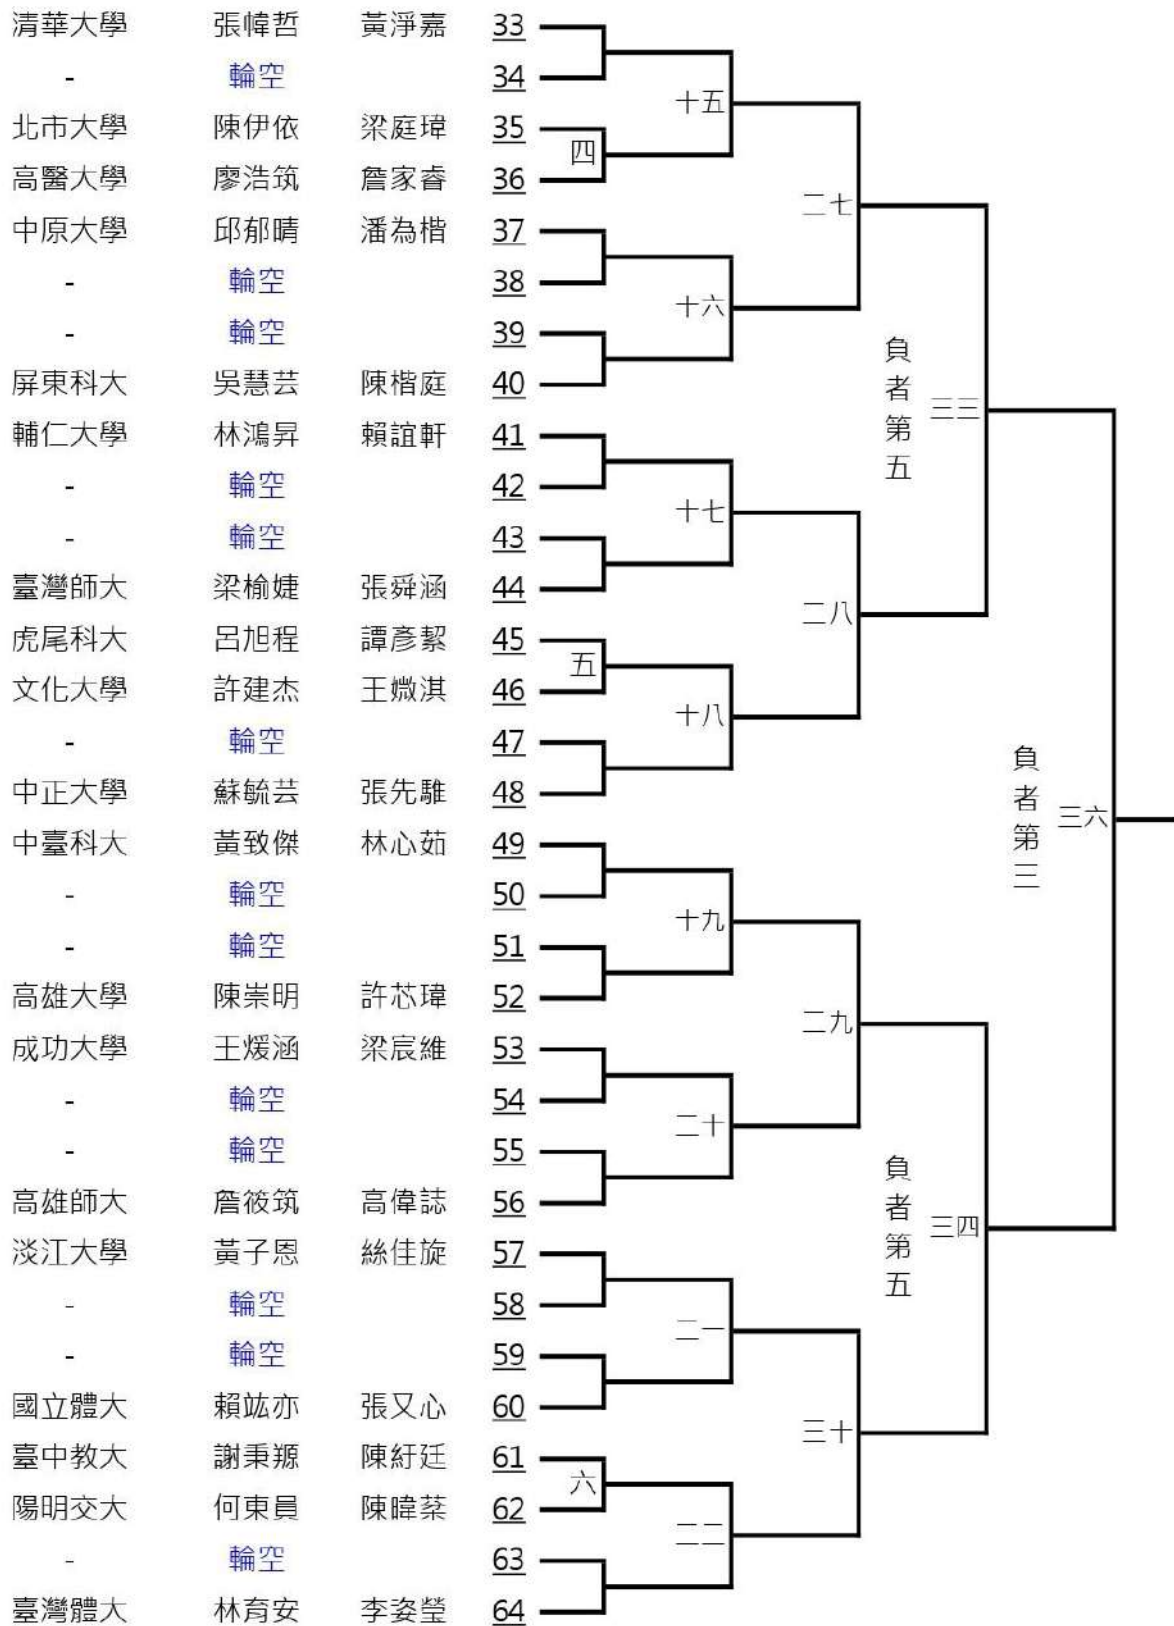 清華大學 張幃哲 黃淨嘉 33
- 輪空 34
十五
北市大學 陳伊依 梁庭瑋 35
四
高醫大學 廖浩筑 詹家睿 36
二七
中原大學 邱郁晴 潘為楷 37
- 輪空 38
十六
- 輪空 39
屏東科大 吳慧芸 陳楷庭 40
負者第五
三三
輔仁大學 林鴻昇 賴誼軒 41
- 輪空 42
十七
- 輪空 43
臺灣師大 梁榆婕 張舜涵 44
二八
虎尾科大 呂旭程 譚彥絜 45
五
文化大學 許建杰 王媺淇 46
十八
- 輪空 47
中正大學 蘇毓芸 張先騅 48
負者第三
三六
中臺科大 黃致傑 林心茹 49
- 輪空 50
十九
- 輪空 51
高雄大學 陳崇明 許芯瑋 52
二九
成功大學 王煖涵 梁宸維 53
- 輪空 54
二十
- 輪空 55
高雄師大 詹筱筑 高偉誌 56
負者第五
三四
淡江大學 黃子恩 絲佳旋 57
- 輪空 58
二一
- 輪空 59
國立體大 賴竑亦 張又心 60
三十
臺中教大 謝秉羱 陳紆廷 61
六
陽明交大 何東員 陳暐蔾 62
二二
- 輪空 63
臺灣體大 林育安 李姿瑩 64